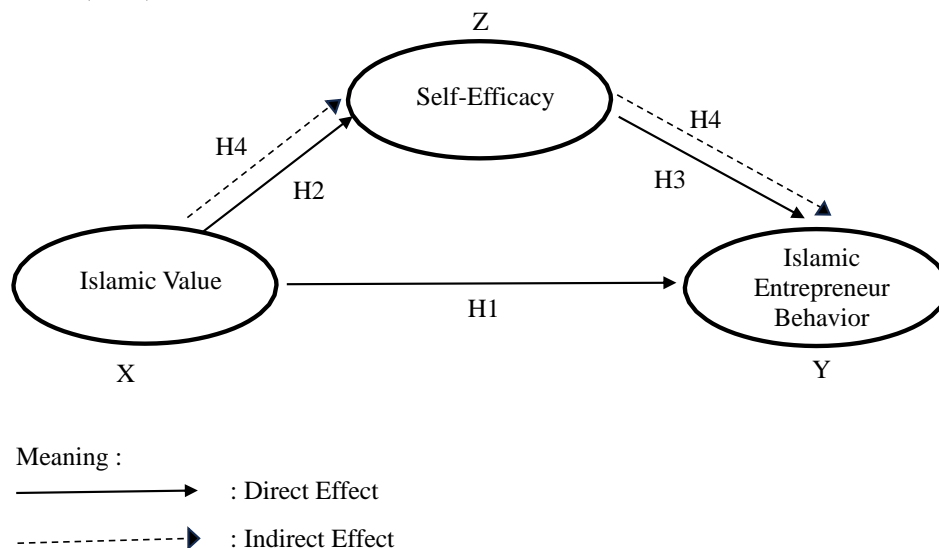 Z
Self-Efficacy
H4
H4
H2
H3
Islamic Value
Islamic
Entrepreneur
Behavior
H1
X
Y
Meaning :
: Direct Effect
: Indirect Effect